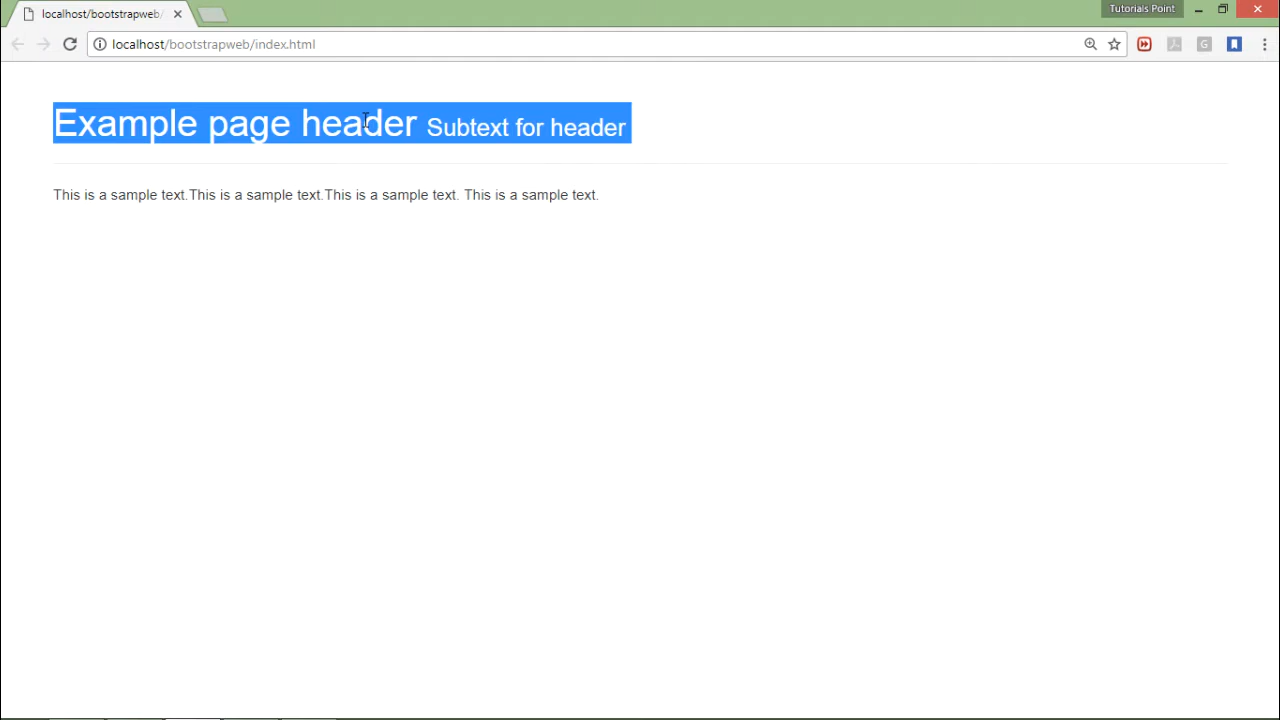 localhost/bootstrapweb/
Tutorials Point
localhost/bootstrapweb/index.html
Example page header Subtext for header
This is a sample text.This is a sample text.This is a sample text. This is a sample text.